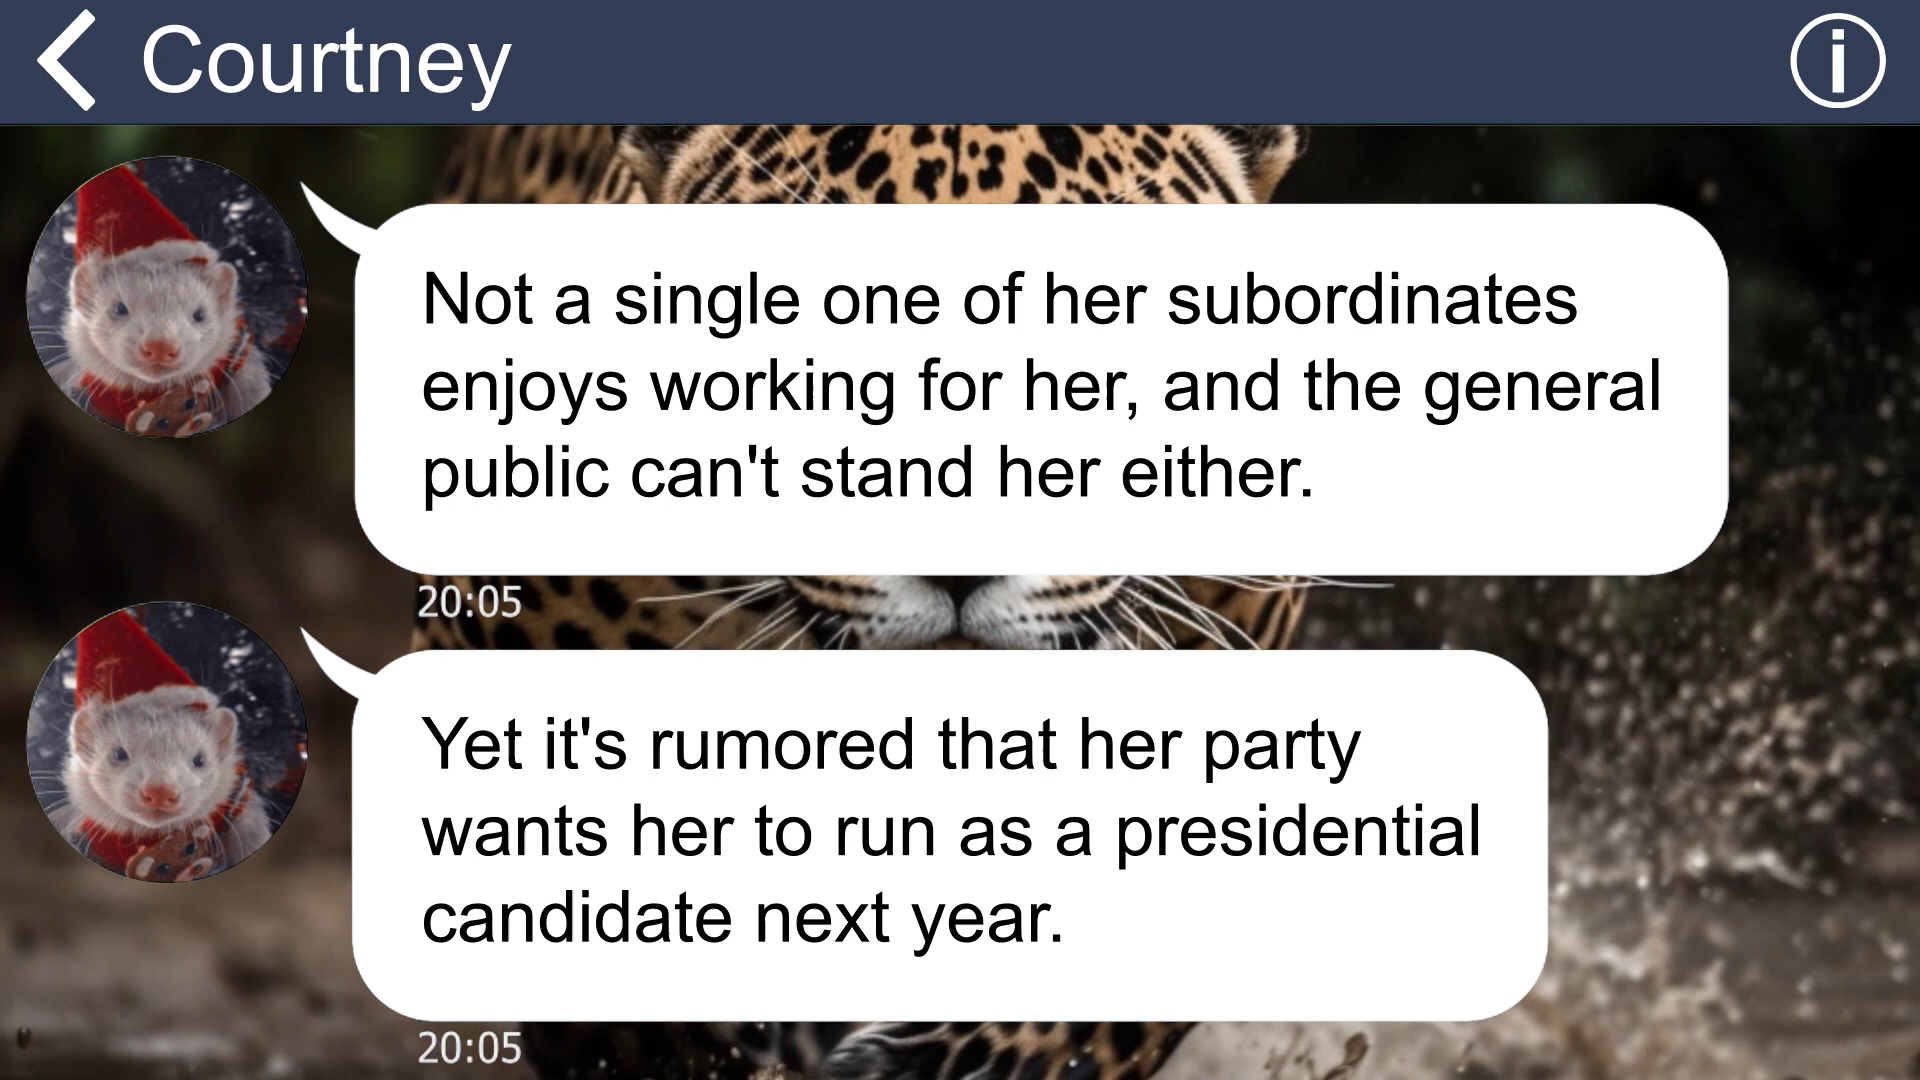 Courtney
Not a single one of her subordinates
enjoys working for her, and the general
public can't stand her either.
20:05
Yet it's rumored that her party
wants her to run as a presidential
candidate next year.
20:05